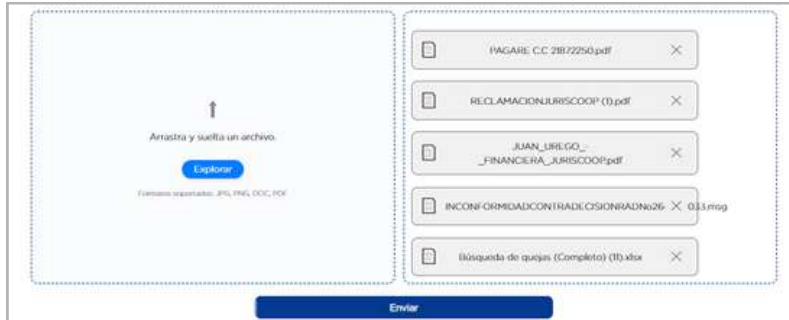 Arrastra y suelta un archivo.
Explorar
Formatos soportados: JPG, PNG, DOC, PDF
PAGARE C.C 21872250.pdf
RECLAMACIONJURISCOOP (1).pdf
JUAN_UREGO_-
_FINANCIERA_JURISCOOP.pdf
INCONFORMIDADCONTRADECISIONRADNo26- 033.msg
Búsqueda de quejas (Completo) (11).xlsx
Enviar